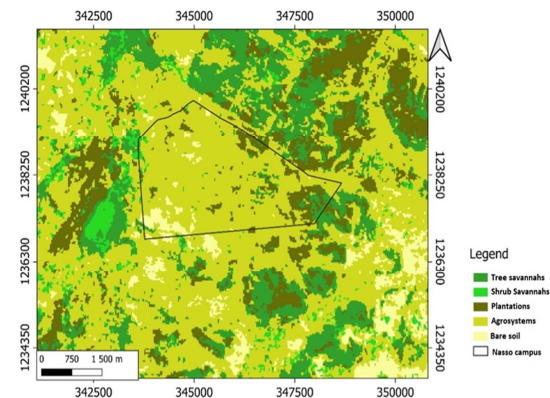 342500 345000 347500 350000
1240200 1240200
1238250 1238250
1236300 1236300
1234350 1234350
Legend
Tree savannahs
Shrub Savannahs
Plantations
Agrosystems
Bare soil
Nasso campus
0 750 1 500 m
342500 345000 347500 350000